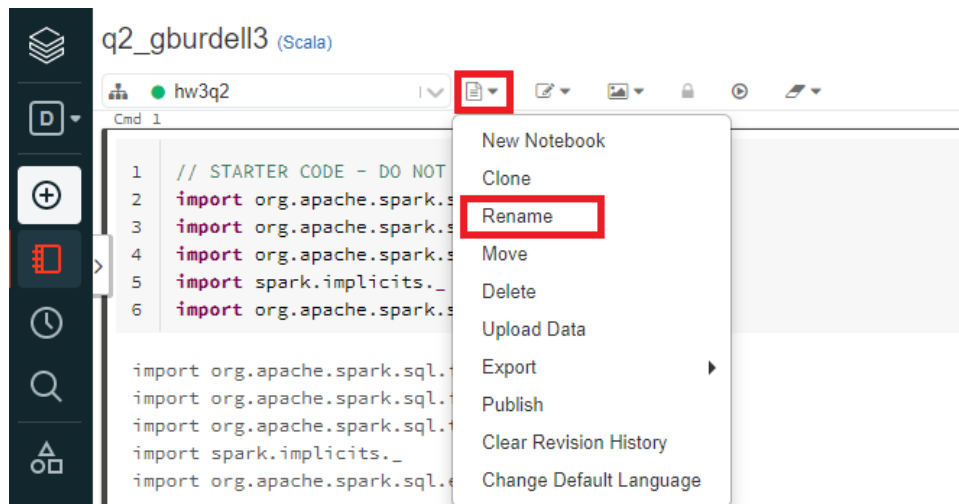 q2_gburdell3 (Scala)
hw3q2
D
Cmd 1
1 // STARTER CODE - DO NOT
2 import org.apache.spark.s
3 import org.apache.spark.s
4 import org.apache.spark.s
5 import spark.implicits._
6 import org.apache.spark.s
import org.apache.spark.sql.
import org.apache.spark.sql.
import org.apache.spark.sql.
import spark.implicits._
import org.apache.spark.sql.e
New Notebook
Clone
Rename
Move
Delete
Upload Data
Export
Publish
Clear Revision History
Change Default Language